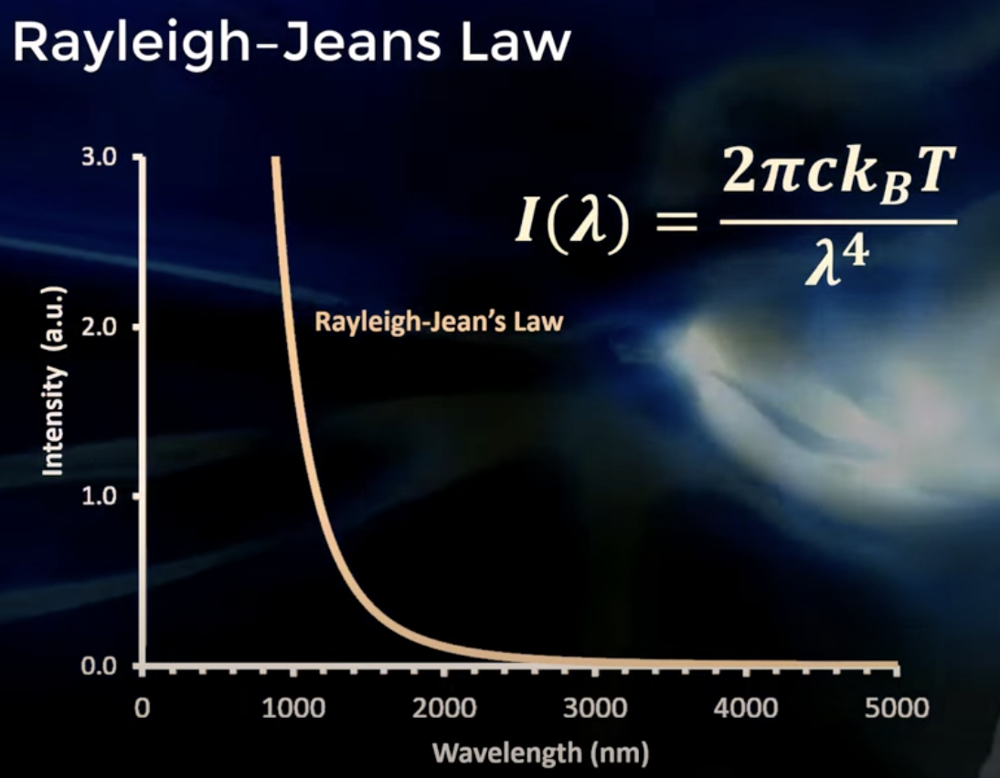 Rayleigh–Jeans Law
3.0
2.0
1.0
0.0
Intensity (a.u.)
I(λ) = 2πck_BT / λ⁴
Rayleigh-Jean's Law
0 1000 2000 3000 4000 5000
Wavelength (nm)